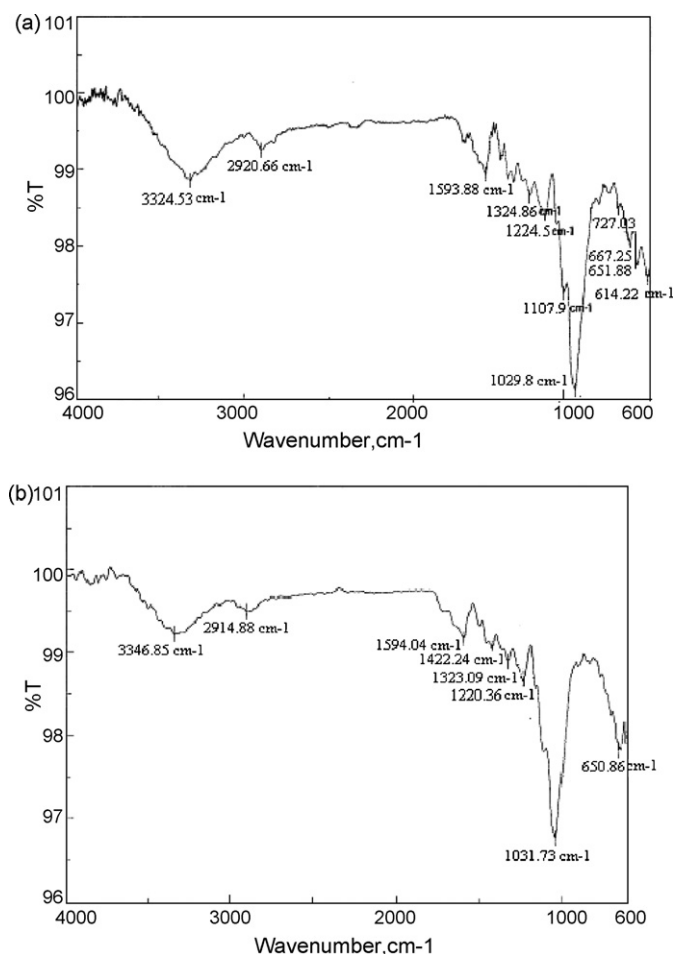 (a)
101
100
99
98
97
96
%T
3324.53 cm-1
2920.66 cm-1
1593.88 cm-1
1324.86 cm-1
1224.5 cm-1
1107.9 cm-1
1029.8 cm-1
727.03
667.25
651.88
614.22 cm-1
4000 3000 2000 1000 600
Wavenumber,cm-1
(b)
101
100
99
98
97
96
%T
3346.85 cm-1
2914.88 cm-1
1594.04 cm-1
1422.24 cm-1
1323.09 cm-1
1220.36 cm-1
1031.73 cm-1
650.86 cm-1
4000 3000 2000 1000 600
Wavenumber,cm-1